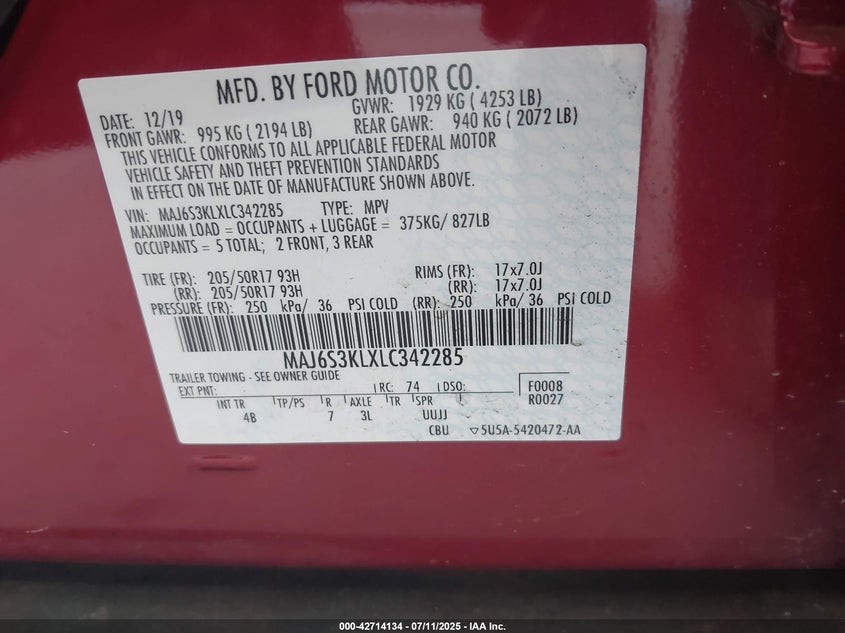 MFD. BY FORD MOTOR CO.
DATE: 12/19 GVWR: 1929 KG ( 4253 LB)
FRONT GAWR: 995 KG ( 2194 LB) REAR GAWR: 940 KG ( 2072 LB)
THIS VEHICLE CONFORMS TO ALL APPLICABLE FEDERAL MOTOR
VEHICLE SAFETY AND THEFT PREVENTION STANDARDS
IN EFFECT ON THE DATE OF MANUFACTURE SHOWN ABOVE.
VIN: MAJ6S3KLXLC342285 TYPE: MPV
MAXIMUM LOAD = OCCUPANTS + LUGGAGE = 375KG/ 827LB
OCCUPANTS = 5 TOTAL; 2 FRONT, 3 REAR
TIRE (FR): 205/50R17 93H RIMS (FR): 17x7.0J
(RR): 205/50R17 93H (RR): 17x7.0J
PRESSURE (FR): 250 kPa/ 36 PSI COLD (RR): 250 kPa/ 36 PSI COLD
MAJ6S3KLXLC342285
TRAILER TOWING - SEE OWNER GUIDE
EXT PNT: RC: 74 DSO: F0008
INT TR TP/PS R AXLE TR SPR R0027
4B 7 3L UUJJ
CBU 5U5A-5420472-AA
000-42714134 | 07/11/2025 - IAA Inc.